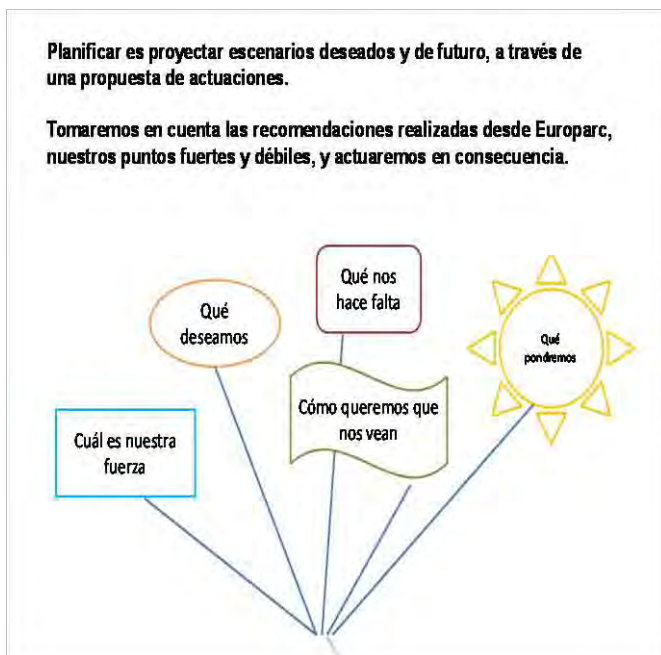 Planificar es proyectar escenarios deseados y de futuro, a través de
una propuesta de actuaciones.
Tomaremos en cuenta las recomendaciones realizadas desde Europarc,
nuestros puntos fuertes y débiles, y actuaremos en consecuencia.
Qué nos
hace falta
Qué
deseamos
Qué
pondremos
Cómo queremos que
nos vean
Cuál es nuestra
fuerza